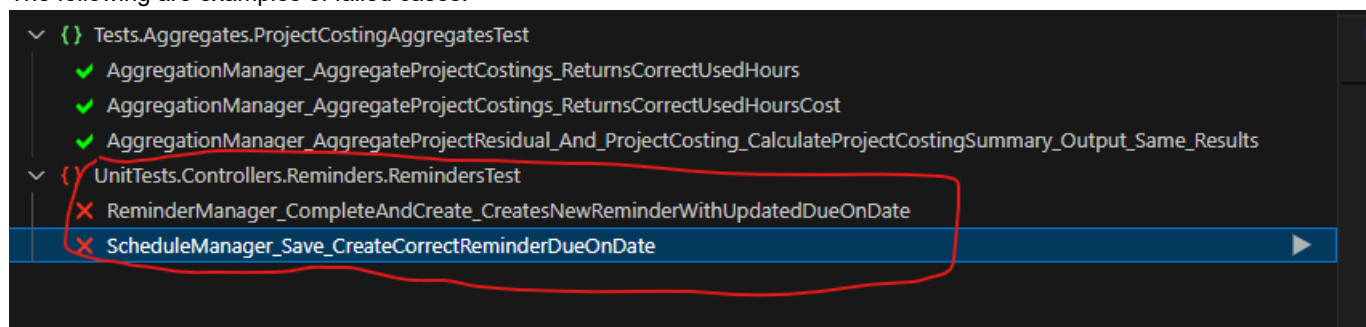 The following are examples of failed cases.
{} Tests.Aggregates.ProjectCostingAggregatesTest
AggregationManager_AggregateProjectCostings_ReturnsCorrectUsedHours
AggregationManager_AggregateProjectCostings_ReturnsCorrectUsedHoursCost
AggregationManager_AggregateProjectResidual_And_ProjectCosting_CalculateProjectCostingSummary_Output_Same_Results
{} UnitTests.Controllers.Reminders.RemindersTest
ReminderManager_CompleteAndCreate_CreatesNewReminderWithUpdatedDueOnDate
ScheduleManager_Save_CreateCorrectReminderDueOnDate